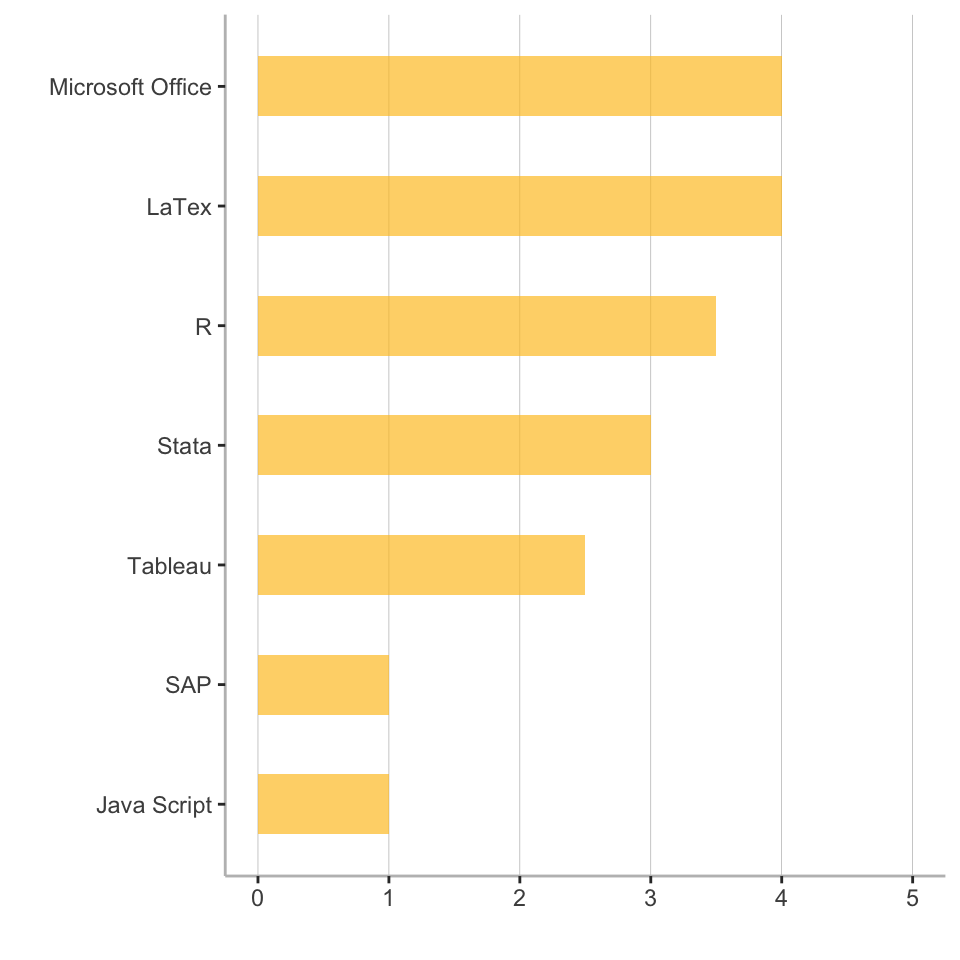 Microsoft Office
LaTex
R
Stata
Tableau
SAP
Java Script
0 1 2 3 4 5